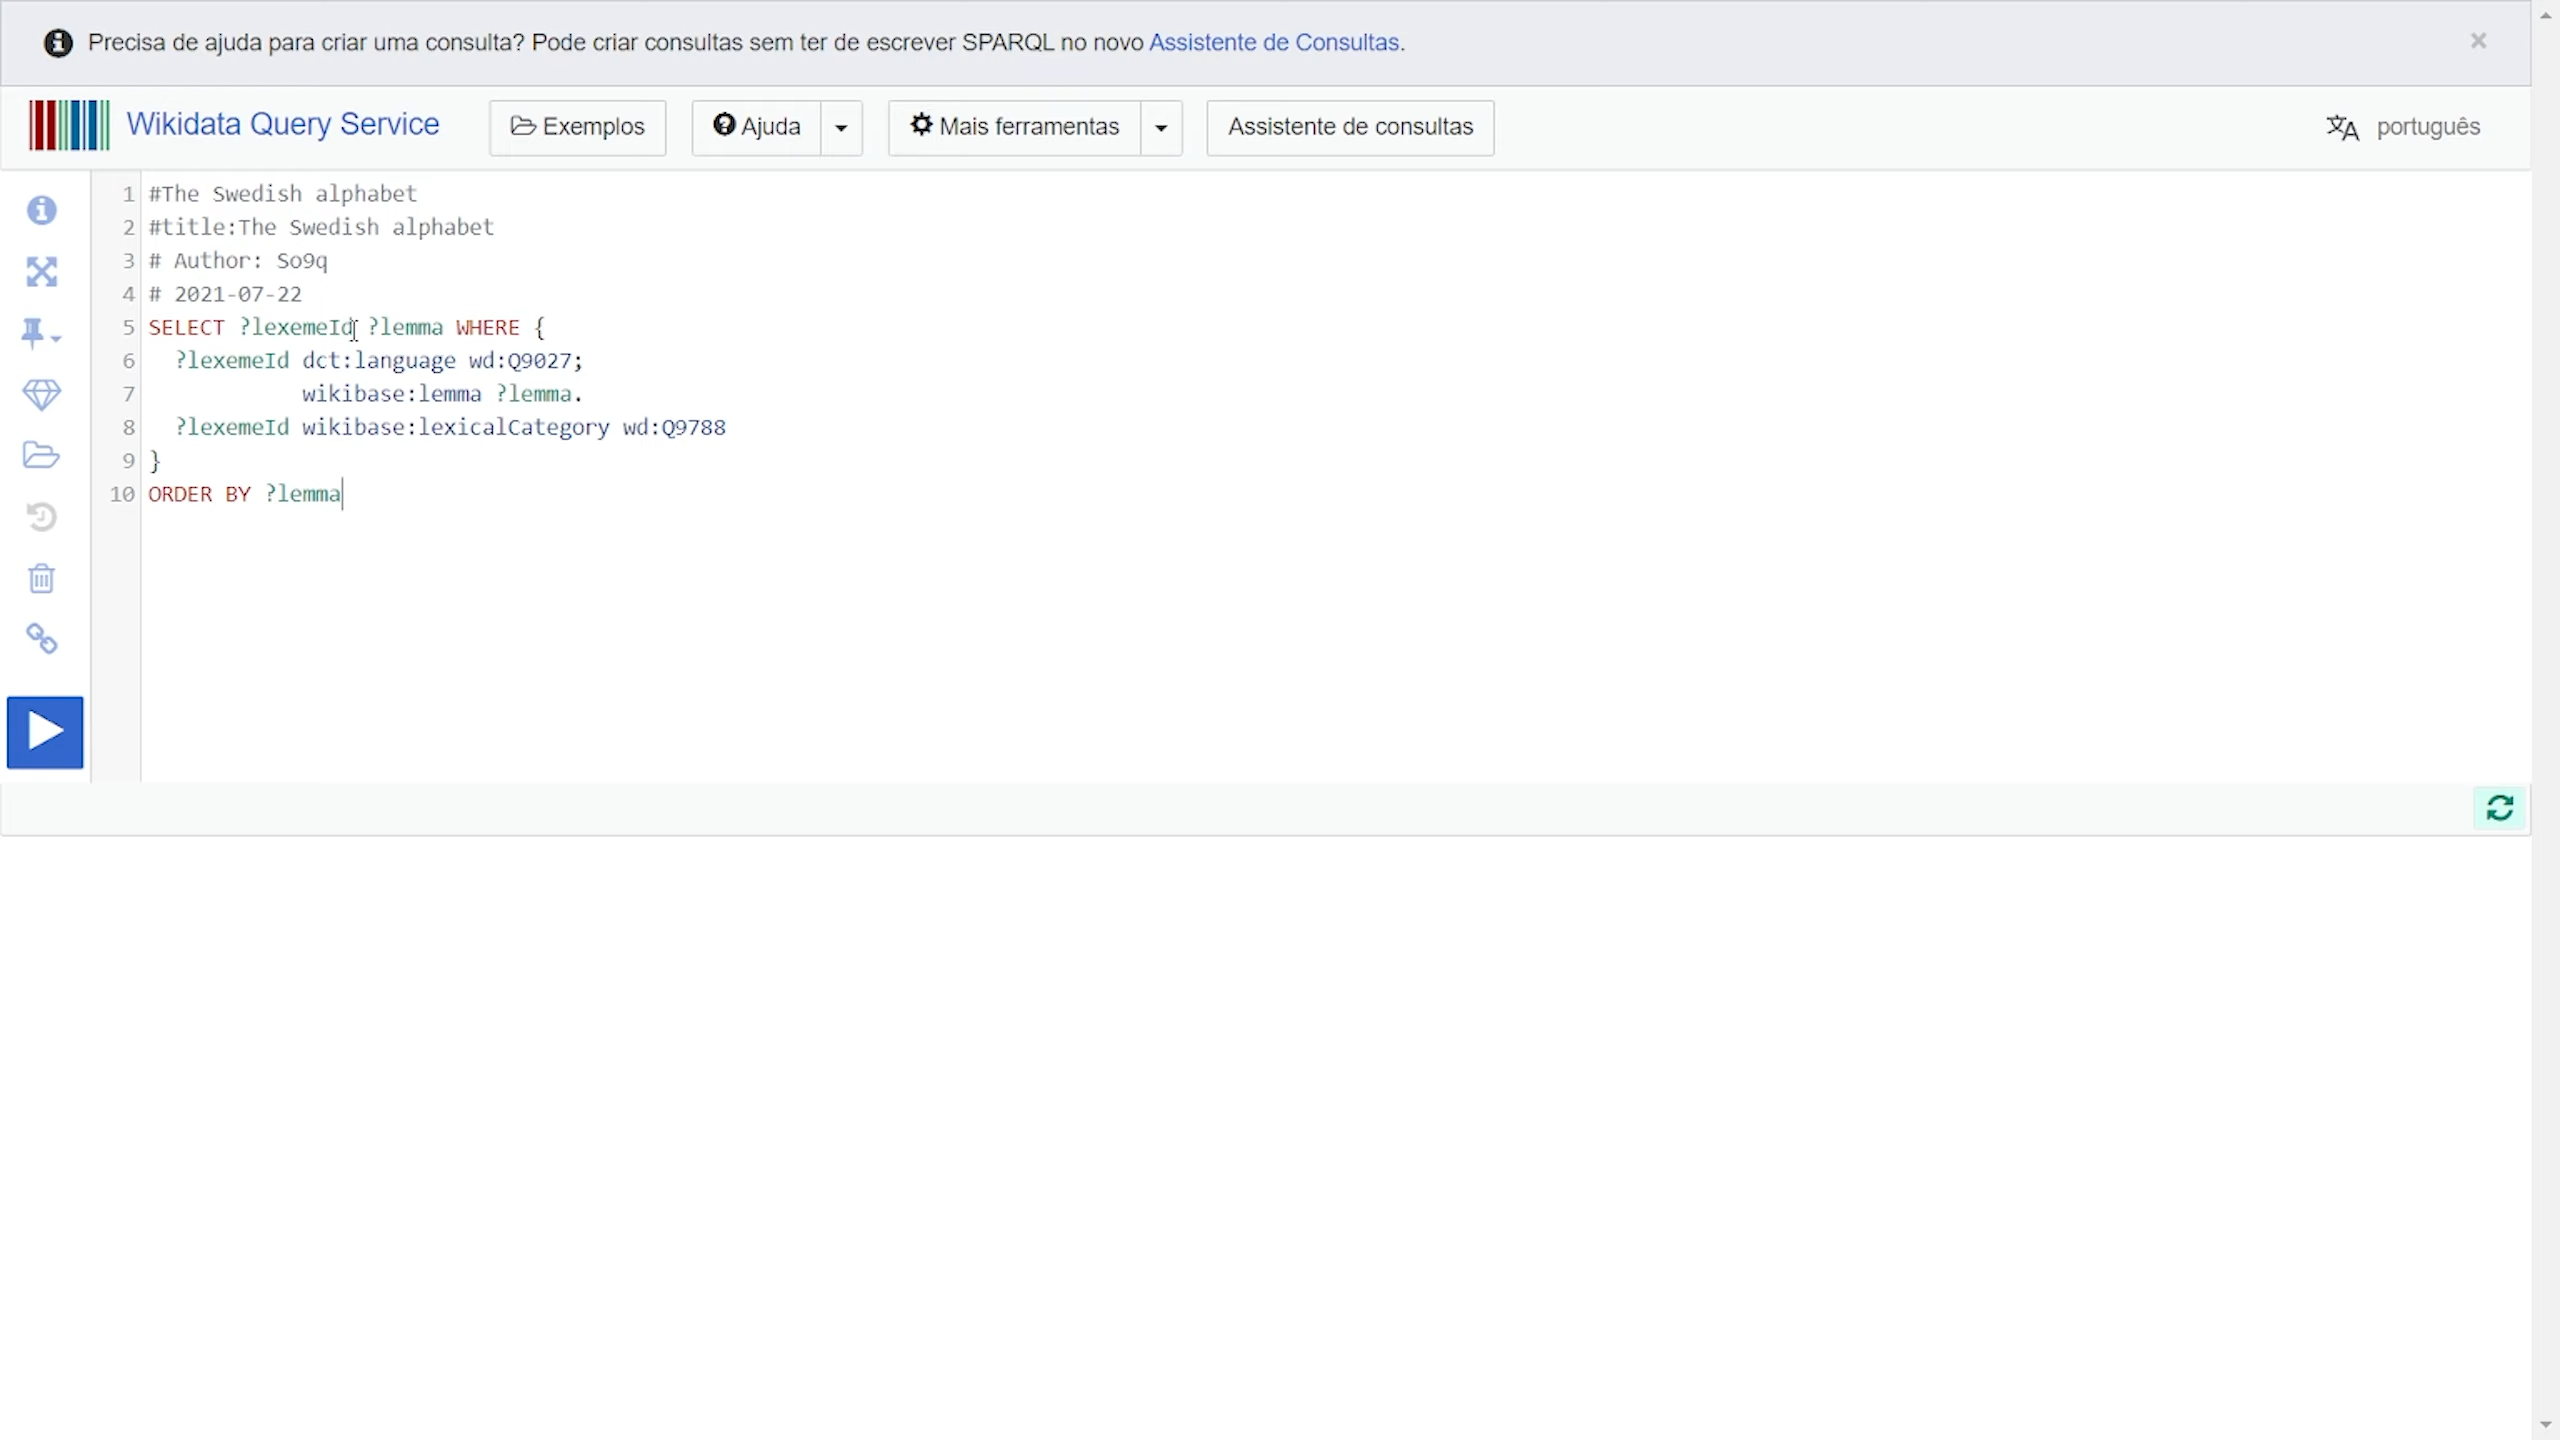 Precisa de ajuda para criar uma consulta? Pode criar consultas sem ter de escrever SPARQL no novo Assistente de Consultas.
Wikidata Query Service Exemplos Ajuda Mais ferramentas Assistente de consultas português
1 #The Swedish alphabet
2 #title:The Swedish alphabet
3 # Author: So9q
4 # 2021-07-22
5 SELECT ?lexemeId ?lemma WHERE {
6   ?lexemeId dct:language wd:Q9027;
7             wikibase:lemma ?lemma.
8   ?lexemeId wikibase:lexicalCategory wd:Q9788
9 }
10 ORDER BY ?lemma